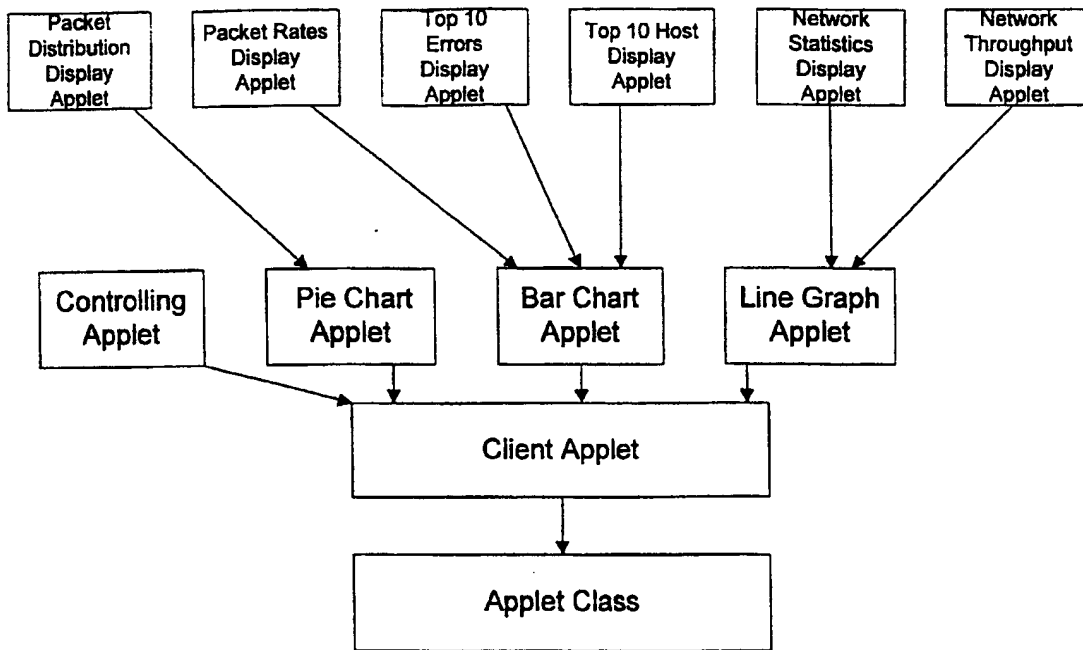 Packet
Distribution
Display
Applet
Packet Rates
Display
Applet
Top 10
Errors
Display
Applet
Top 10 Host
Display
Applet
Network
Statistics
Display
Applet
Network
Throughput
Display
Applet
Controlling
Applet
Pie Chart
Applet
Bar Chart
Applet
Line Graph
Applet
Client Applet
Applet Class